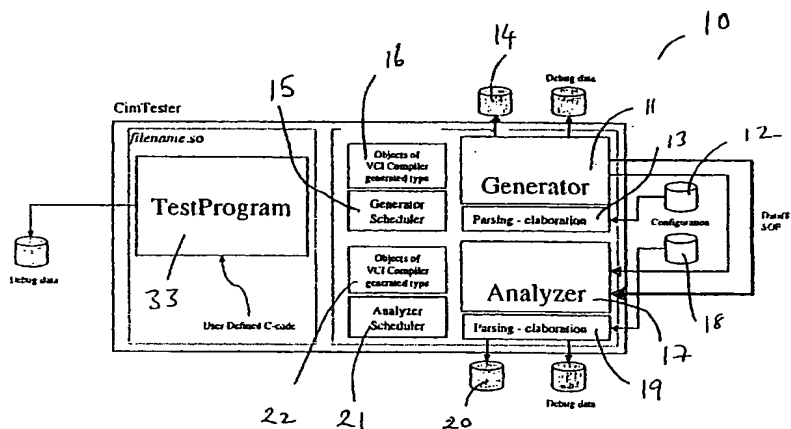 10
14
Debug data
16
15
11
13
12
CimTester
filename.so
Objects of
VCI Compiler
generated type
Generator
TestProgram
Generator
Scheduler
Parsing - elaboration
Configuration
SOF
33
Objects of
VCI Compiler
generated type
Analyzer
18
Debug data
User Defined C-code
Analyzer
Scheduler
Parsing - elaboration
17
22
21
20
Debug data
19